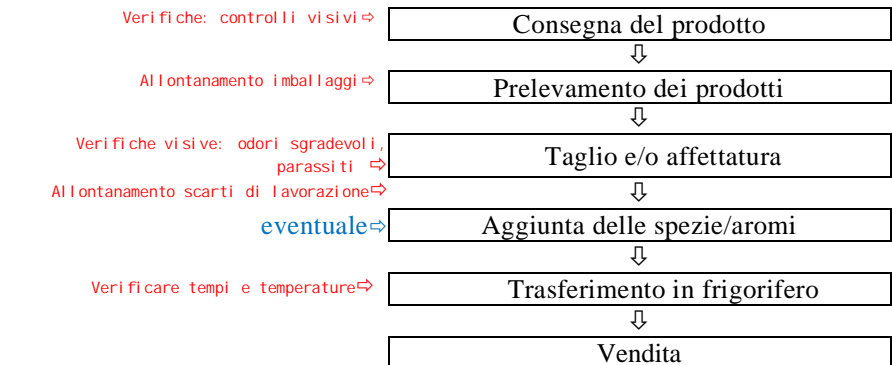 Verifiche: controlli visivi⇨ Consegna del prodotto
⇩
Allontanamento imballaggi⇨ Prelevamento dei prodotti
⇩
Verifiche visive: odori sgradevoli,
parassiti ⇨ Taglio e/o affettatura
Allontanamento scarti di lavorazione⇨ ⇩
eventuale⇨ Aggiunta delle spezie/aromi
⇩
Verificare tempi e temperature⇨ Trasferimento in frigorifero
⇩
Vendita